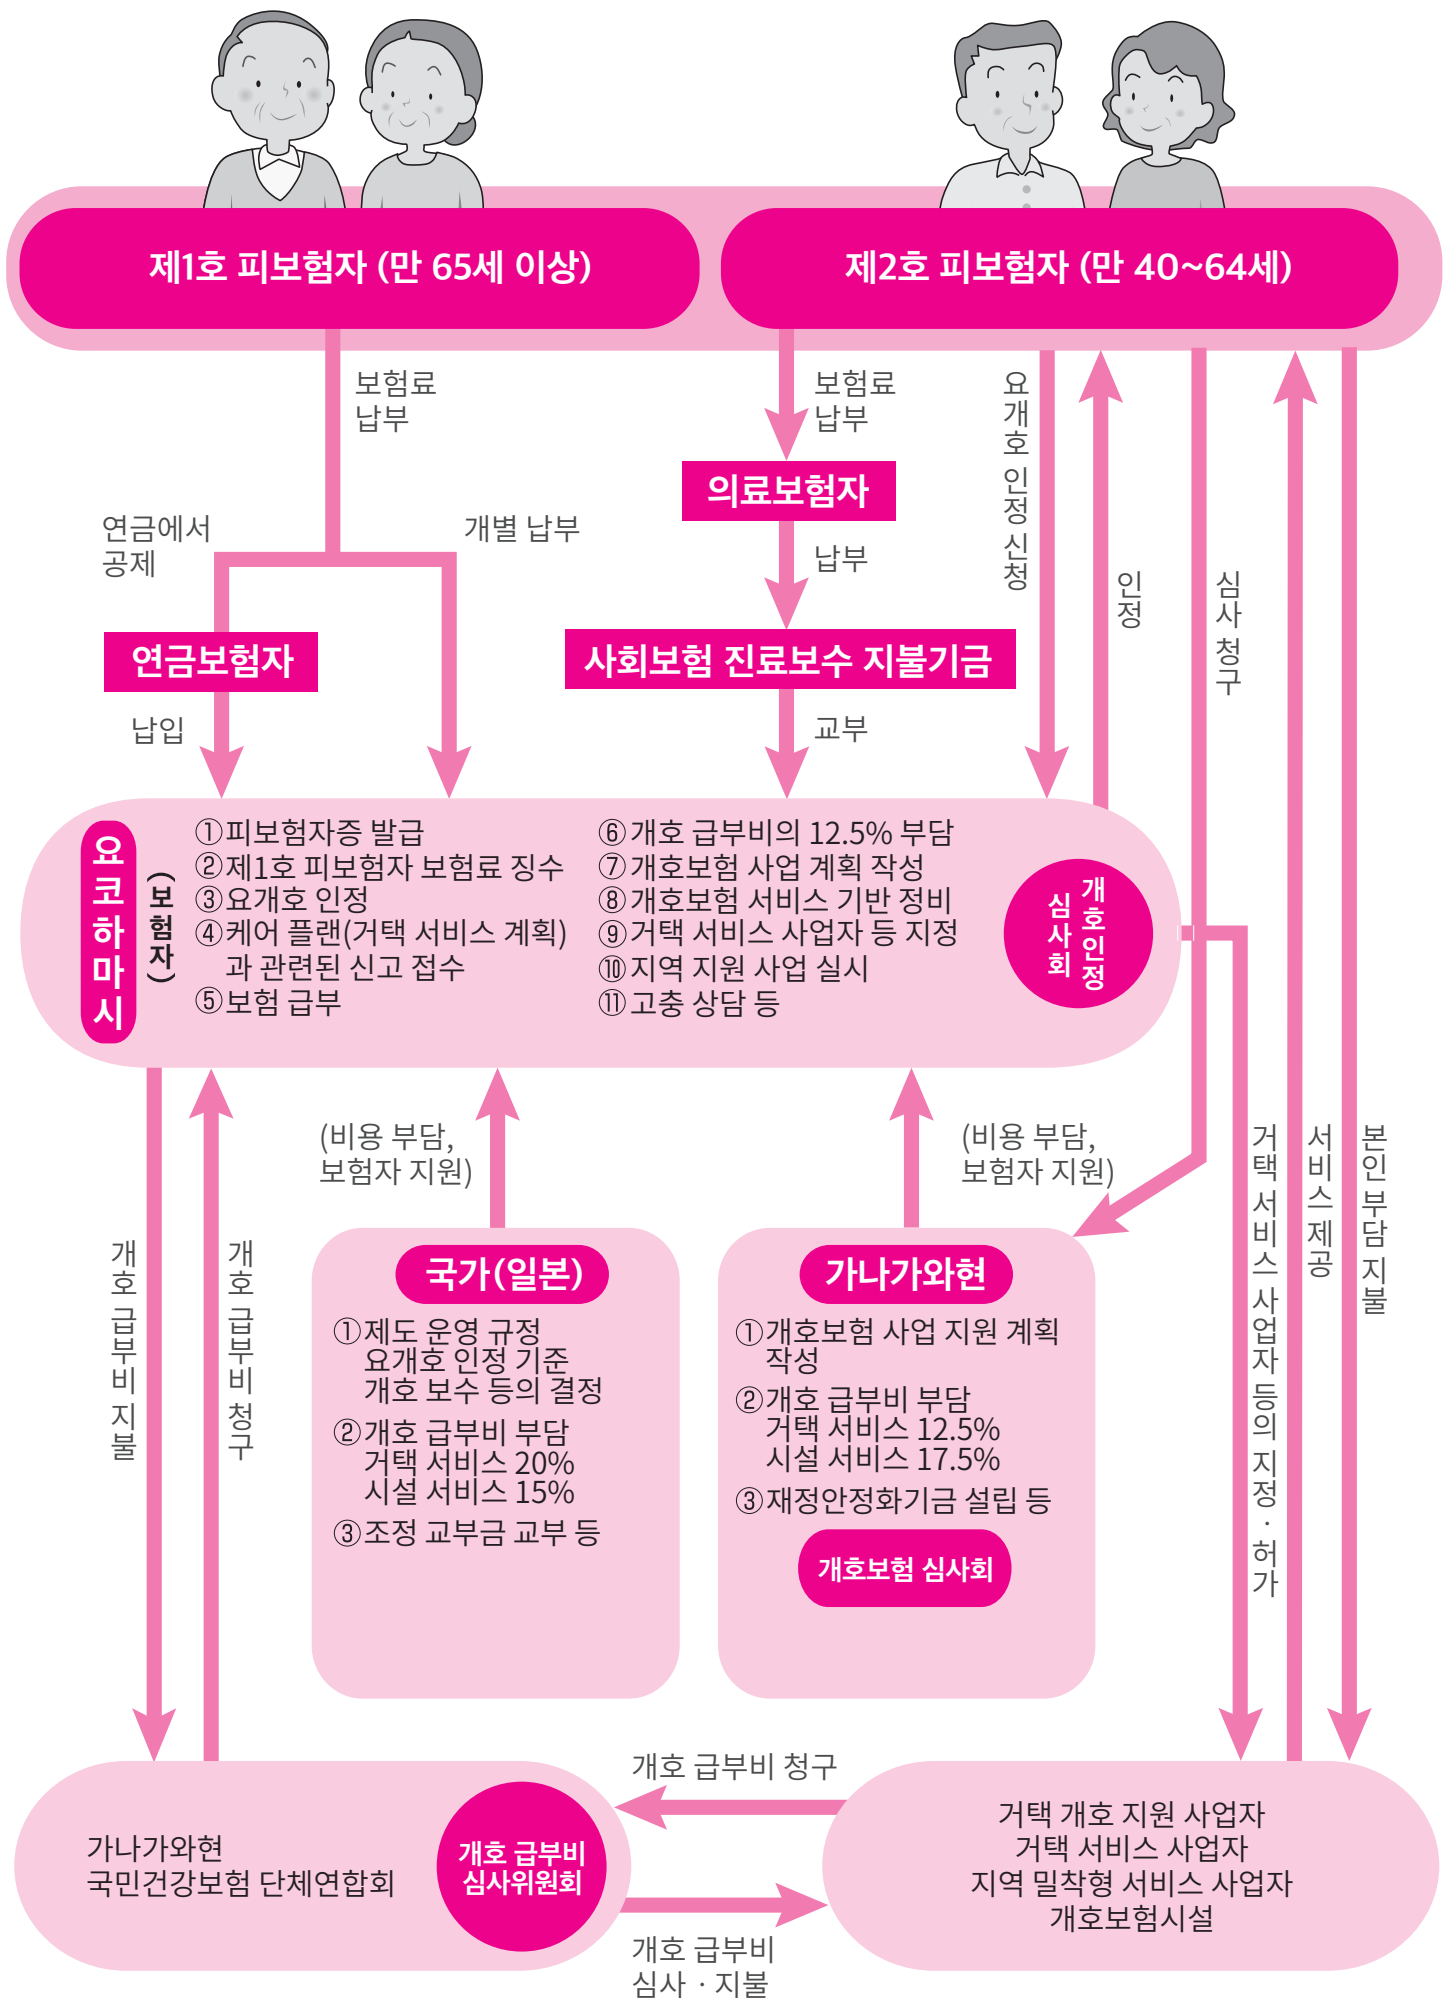 제1호 피보험자 (만 65세 이상)
제2호 피보험자 (만 40~64세)
보험료
납부
보험료
납부
요개호 인정 신청
인정
심사 청구
의료보험자
연금에서
공제
개별 납부
납부
연금보험자
사회보험 진료보수 지불기금
납입
교부
요코하마시
(보험자)
①피보험자증 발급
②제1호 피보험자 보험료 징수
③요개호 인정
④케어 플랜(거택 서비스 계획)
과 관련된 신고 접수
⑤보험 급부
⑥개호 급부비의 12.5% 부담
⑦개호보험 사업 계획 작성
⑧개호보험 서비스 기반 정비
⑨거택 서비스 사업자 등 지정
⑩지역 지원 사업 실시
⑪고충 상담 등
개호인정
심사회
(비용 부담,
보험자 지원)
(비용 부담,
보험자 지원)
거택 서비스 사업자 등의 지정 · 허가
서비스 제공
본인 부담 지불
개호 급부비 지불
개호 급부비 청구
국가(일본)
①제도 운영 규정
요개호 인정 기준
개호 보수 등의 결정
②개호 급부비 부담
거택 서비스 20%
시설 서비스 15%
③조정 교부금 교부 등
가나가와현
①개호보험 사업 지원 계획
작성
②개호 급부비 부담
거택 서비스 12.5%
시설 서비스 17.5%
③재정안정화기금 설립 등
개호보험 심사회
개호 급부비 청구
가나가와현
국민건강보험 단체연합회
개호 급부비
심사위원회
거택 개호 지원 사업자
거택 서비스 사업자
지역 밀착형 서비스 사업자
개호보험시설
개호 급부비
심사 · 지불